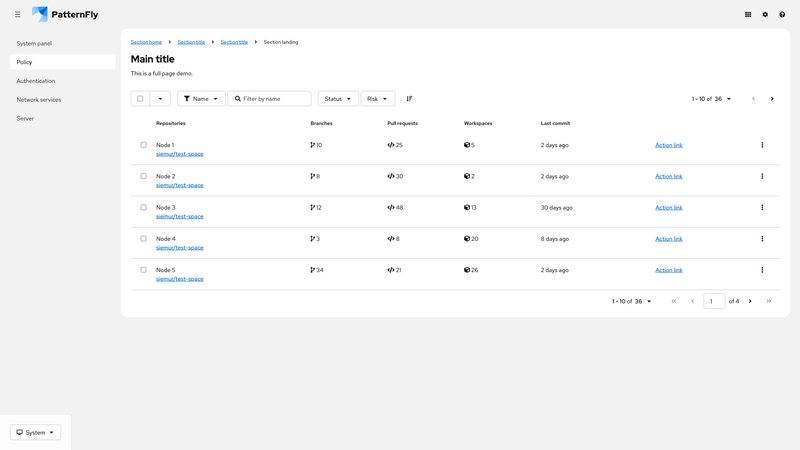 PatternFly
System panel
Policy
Authentication
Network services
Server
Section home Section title Section title Section landing
Main title
This is a full page demo.
Name Filter by name Status Risk 1 - 10 of 36
Repositories Branches Pull requests Workspaces Last commit
Node 1 10 25 5 2 days ago Action link
siemur/test-space
Node 2 8 30 2 2 days ago Action link
siemur/test-space
Node 3 12 48 13 30 days ago Action link
siemur/test-space
Node 4 3 8 20 8 days ago Action link
siemur/test-space
Node 5 34 21 26 2 days ago Action link
siemur/test-space
1 - 10 of 36 1 of 4
System